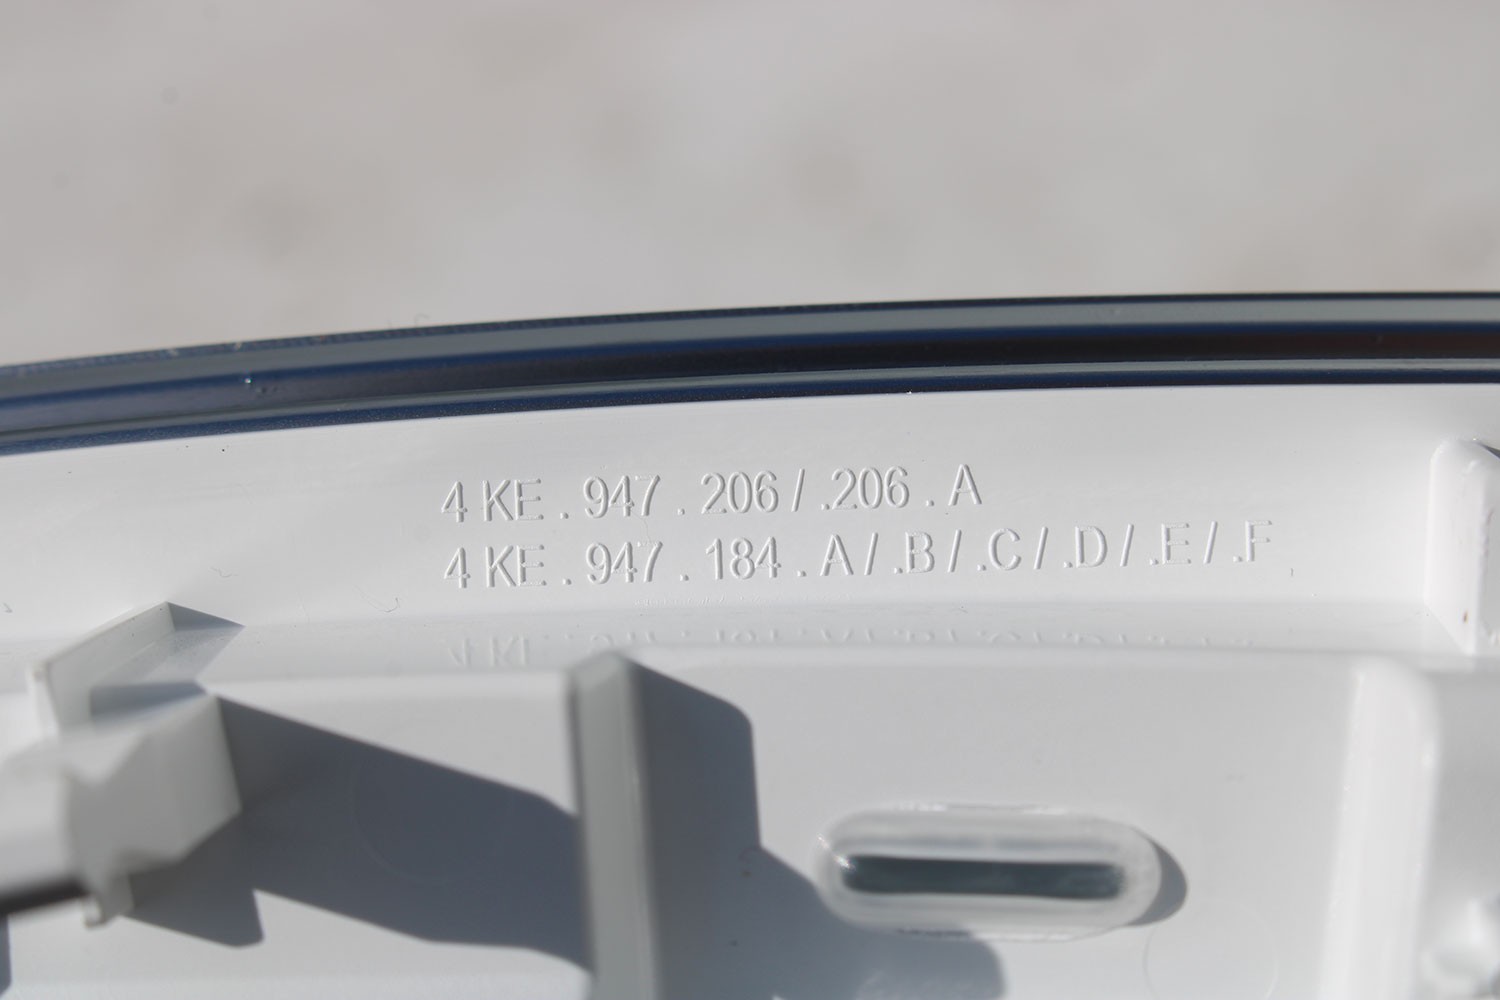 4 KE . 947 . 206 / .206 . A
4 KE . 947 . 184 . A / .B / .C / .D / .E / .F